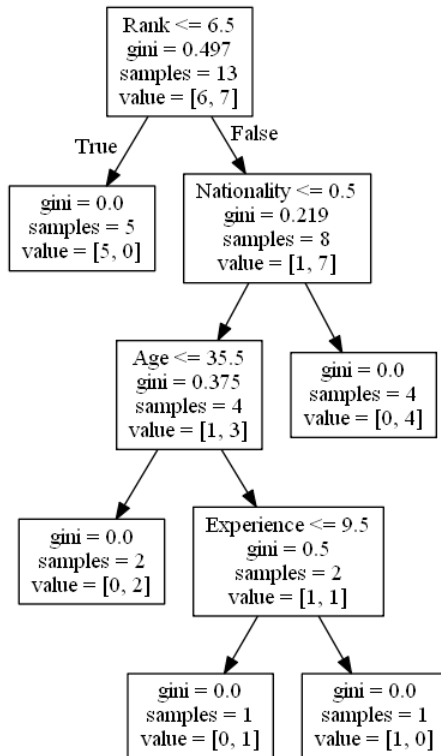 Rank <= 6.5
gini = 0.497
samples = 13
value = [6, 7]
True
False
gini = 0.0
samples = 5
value = [5, 0]
Nationality <= 0.5
gini = 0.219
samples = 8
value = [1, 7]
Age <= 35.5
gini = 0.375
samples = 4
value = [1, 3]
gini = 0.0
samples = 4
value = [0, 4]
gini = 0.0
samples = 2
value = [0, 2]
Experience <= 9.5
gini = 0.5
samples = 2
value = [1, 1]
gini = 0.0
samples = 1
value = [0, 1]
gini = 0.0
samples = 1
value = [1, 0]